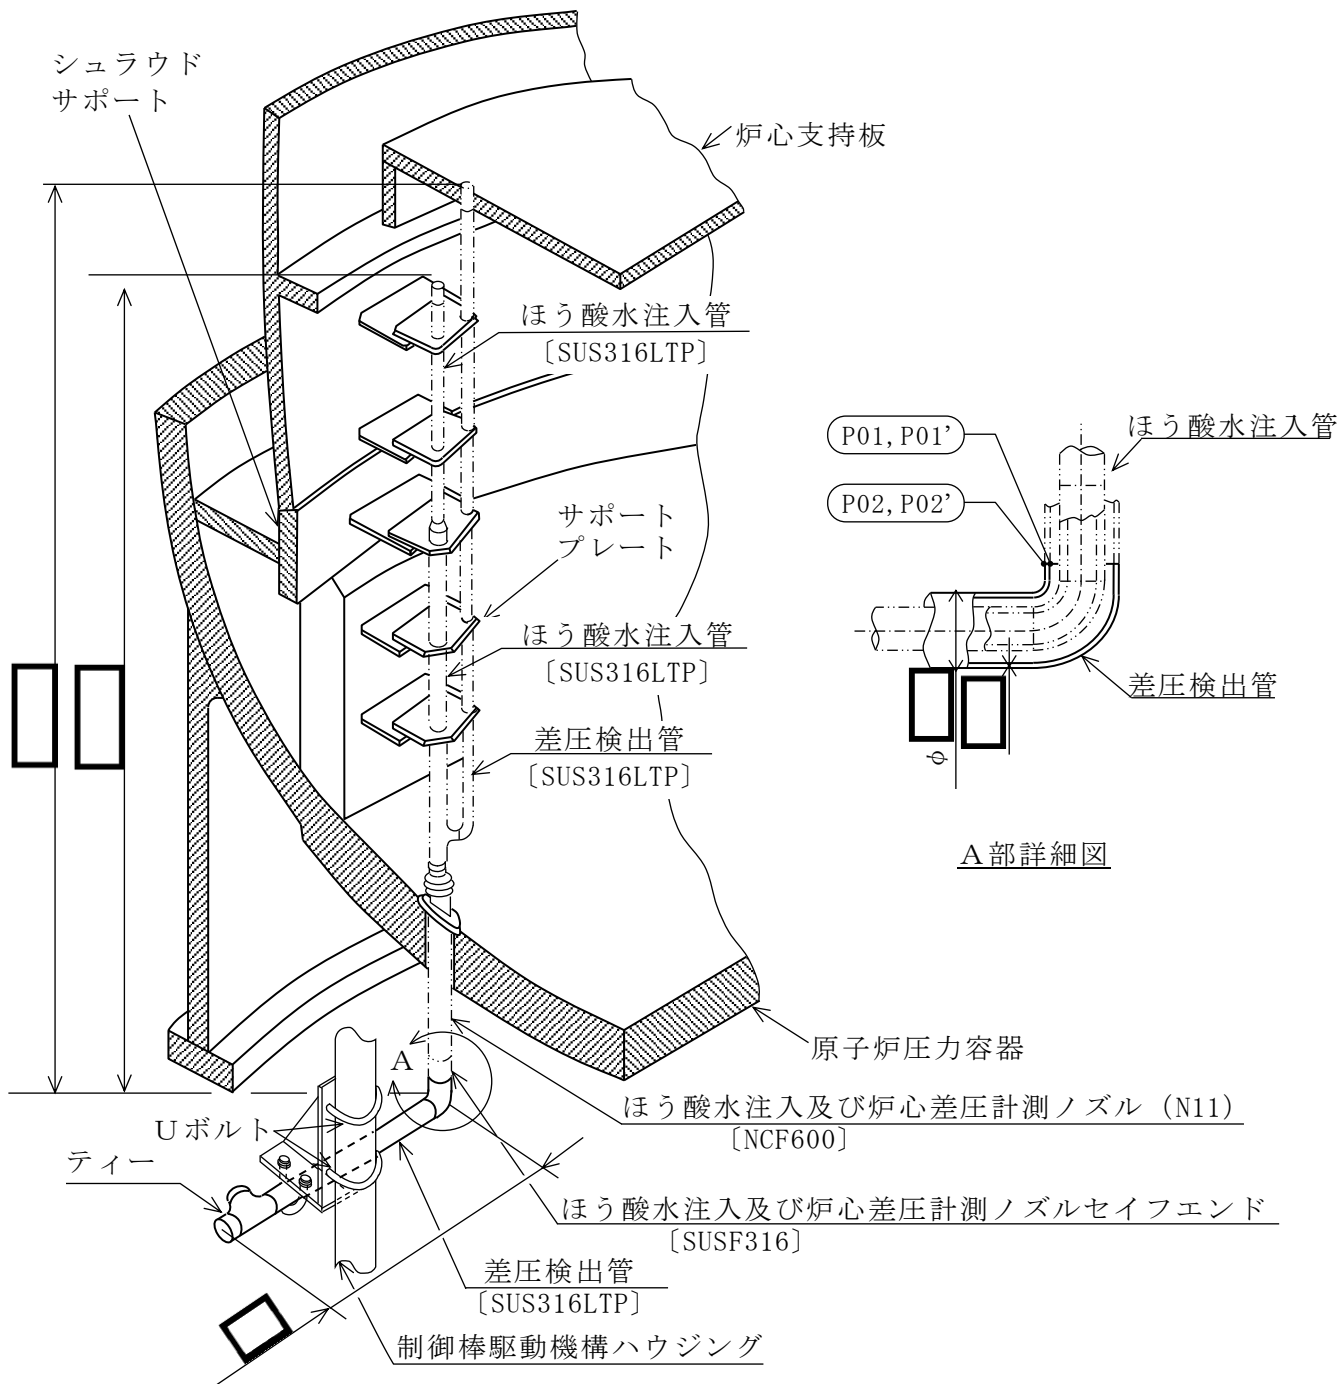 シュラウド
サポート
炉心支持板
ほう酸水注入管
〔SUS316LTP〕
サポート
プレート
ほう酸水注入管
〔SUS316LTP〕
差圧検出管
〔SUS316LTP〕
原子炉圧力容器
A
ほう酸水注入及び炉心差圧計測ノズル (N11)
〔NCF600〕
Uボルト
ティー
ほう酸水注入及び炉心差圧計測ノズルセイフエンド
〔SUSF316〕
差圧検出管
〔SUS316LTP〕
制御棒駆動機構ハウジング
P01,P01’
P02,P02’
ほう酸水注入管
差圧検出管
φ
A部詳細図